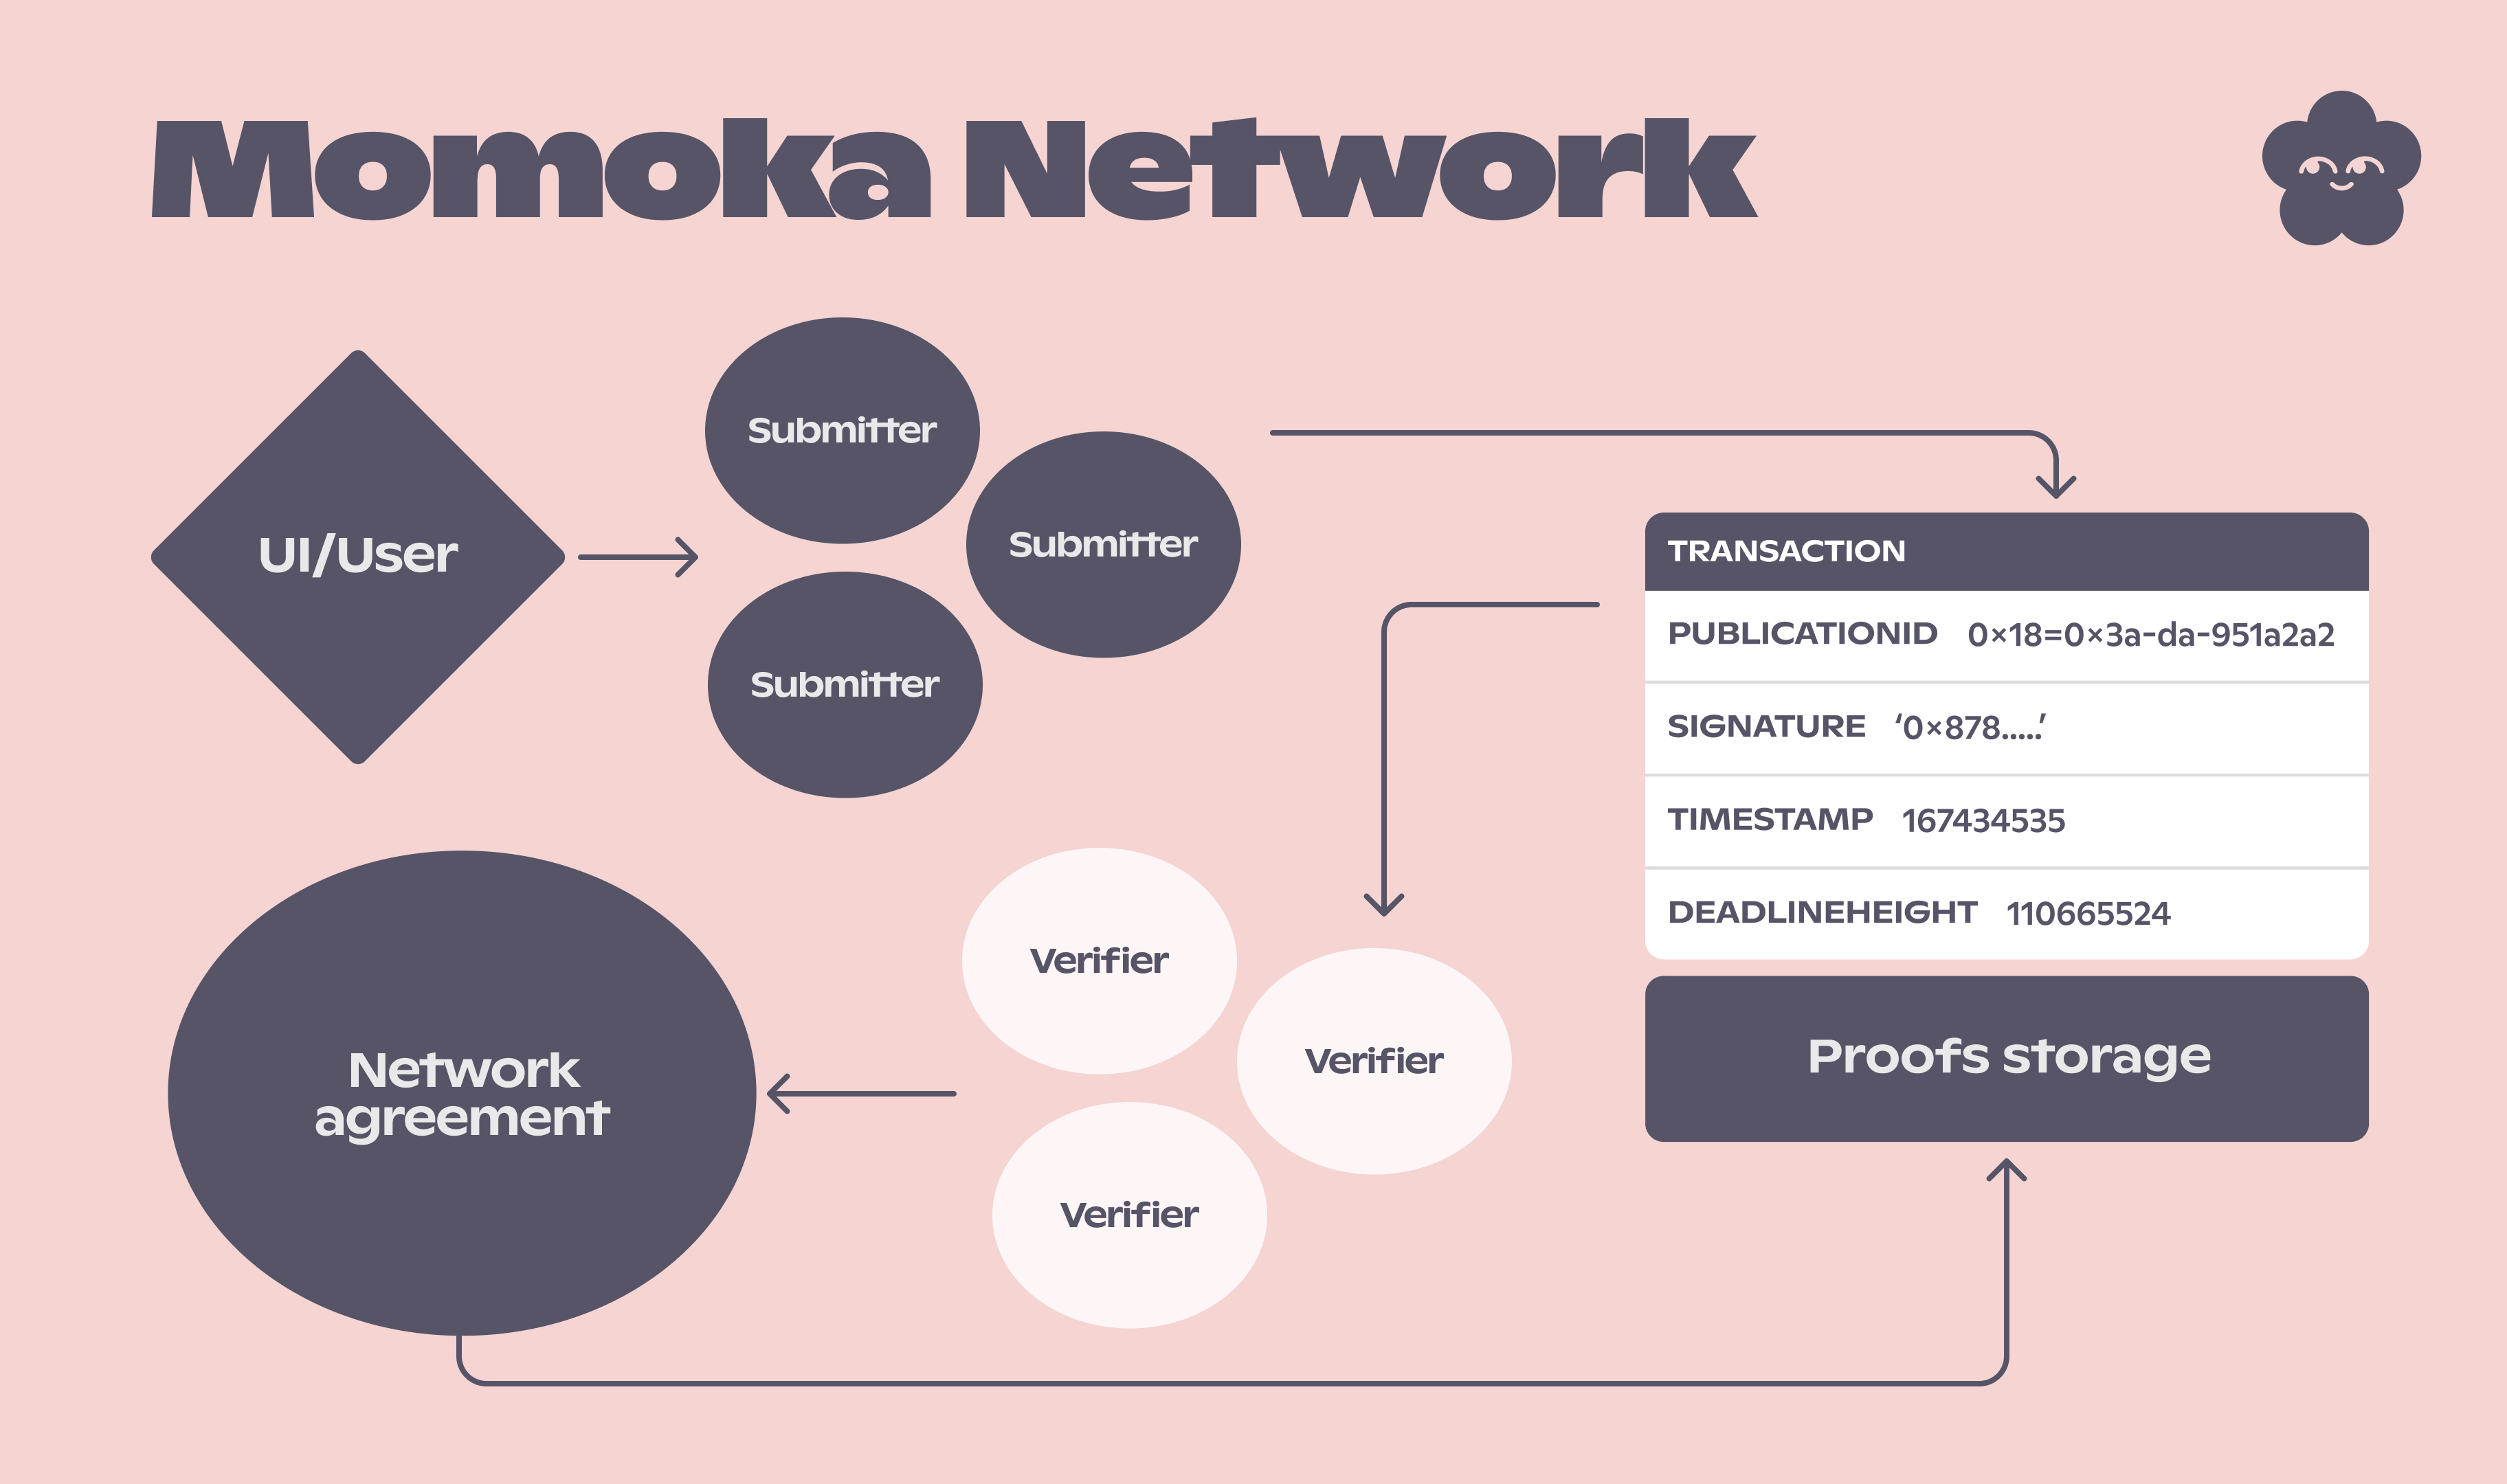 Momoka Network
UI/User
Submitter
Submitter
Submitter
TRANSACTION
PUBLICATIONID 0×18=0×3a-da-951a2a2
SIGNATURE ‘0×878.....’
TIMESTAMP 167434535
DEADLINEHEIGHT 110665524
Proofs storage
Verifier
Verifier
Verifier
Network
agreement